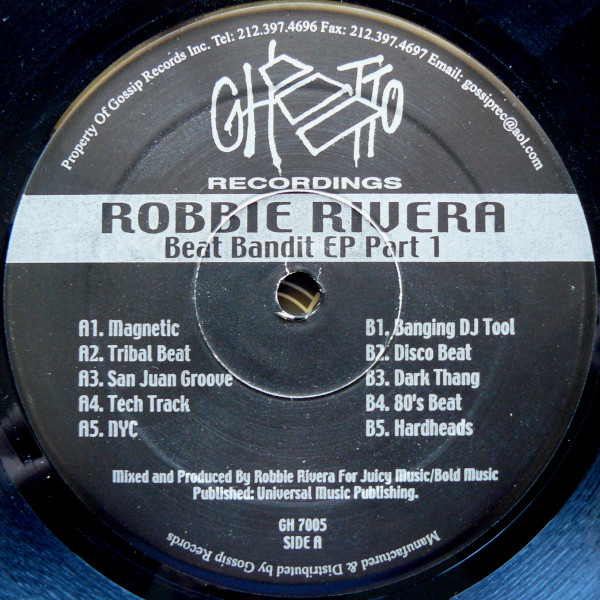 Property Of Gossip Records Inc. Tel: 212.397.4696 Fax: 212.397.4697 Email: gossiprec@aol.com
GHETTO
RECORDINGS
ROBBIE RIVERA
Beat Bandit EP Part 1
A1. Magnetic
A2. Tribal Beat
A3. San Juan Groove
A4. Tech Track
A5. NYC
B1. Banging DJ Tool
B2. Disco Beat
B3. Dark Thang
B4. 80's Beat
B5. Hardheads
Mixed and Produced By Robbie Rivera For Juicy Music/Bold Music
Published: Universal Music Publishing.
GH 7005
SIDE A
Manufactured & Distributed by Gossip Records